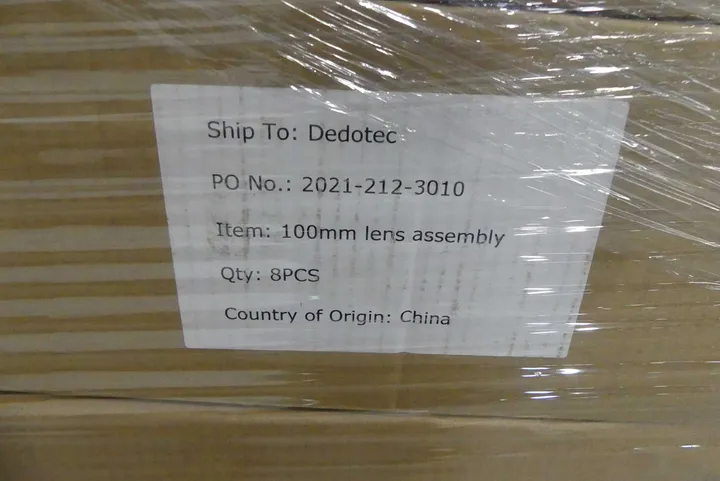 Ship To: Dedotec
PO No.: 2021-212-3010
Item: 100mm lens assembly
Qty: 8PCS
Country of Origin: China